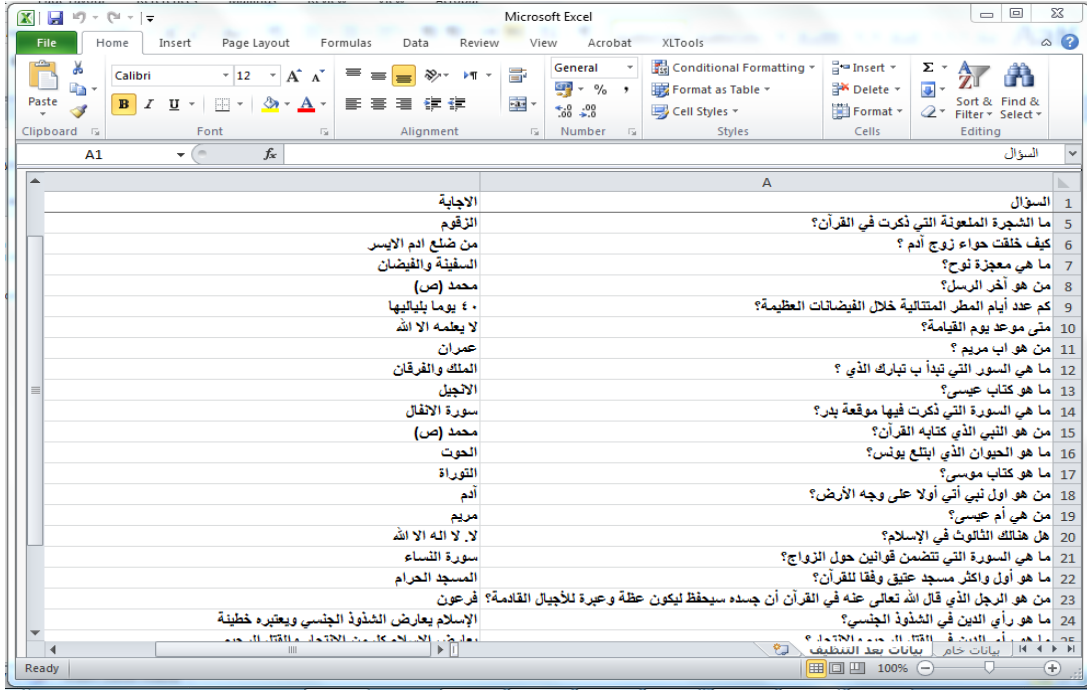 Microsoft Excel
File Home Insert Page Layout Formulas Data Review View Acrobat XLTools
Paste
Calibri 12
B I U
General
% ,
Conditional Formatting
Format as Table
Cell Styles
Insert
Delete
Format
Σ
Sort & Filter
Find & Select
Clipboard Font Alignment Number Styles Cells Editing
A1 fx السؤال
A
1 السؤال الاجابة
5 ما الشجرة الملعونة التي ذكرت في القرآن؟ الزقوم
6 كيف خلقت حواء زوج آدم ؟ من ضلع ادم الايسر
7 ما هي معجزة نوح؟ السفينة والفيضان
8 من هو آخر الرسل؟ محمد (ص)
9 كم عدد أيام المطر المتتالية خلال الفيضانات العظيمة؟ ٤٠ يوما بلياليها
10 متى موعد يوم القيامة؟ لا يعلمه الا الله
11 من هو اب مريم ؟ عمران
12 ما هي السور التي تبدأ ب تبارك الذي ؟ الملك والفرقان
13 ما هو كتاب عيسى؟ الانجيل
14 ما هي السورة التي ذكرت فيها موقعة بدر؟ سورة الانفال
15 من هو النبي الذي كتابه القرآن؟ محمد (ص)
16 ما هو الحيوان الذي ابتلع يونس؟ الحوت
17 ما هو كتاب موسى؟ التوراة
18 من هو اول نبي أتي أولا على وجه الأرض؟ آدم
19 من هي أم عيسى؟ مريم
20 هل هنالك الثالوث في الإسلام؟ لا. لا اله الا الله
21 ما هي السورة التي تتضمن قوانين حول الزواج؟ سورة النساء
22 ما هو أول واكثر مسجد عتيق وفقا للقرآن؟ المسجد الحرام
23 من هو الرجل الذي قال الله تعالى عنه في القرآن أن جسده سيحفظ ليكون عظة وعبرة للأجيال القادمة؟ فرعون
24 ما هو رأي الدين في الشذوذ الجنسي؟ الإسلام يعارض الشذوذ الجنسي ويعتبره خطيئة
بيانات خام بيانات بعد التنظيف
Ready 100%